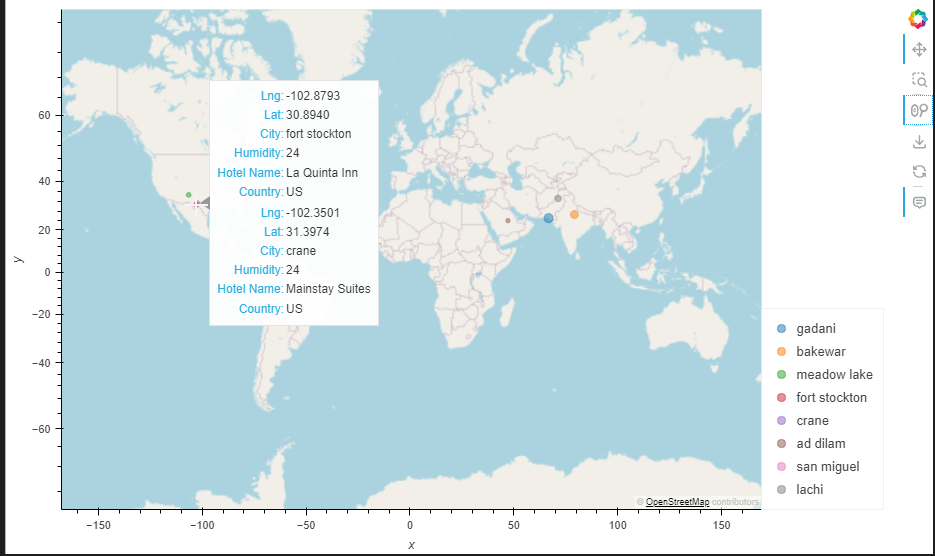 Lng: -102.8793
Lat: 30.8940
City: fort stockton
Humidity: 24
Hotel Name: La Quinta Inn
Country: US
Lng: -102.3501
Lat: 31.3974
City: crane
Humidity: 24
Hotel Name: Mainstay Suites
Country: US
60
40
20
0
−20
−40
−60
y
−150
−100
−50
0
50
100
150
x
gadani
bakewar
meadow lake
fort stockton
crane
ad dilam
san miguel
lachi
© OpenStreetMap contributors